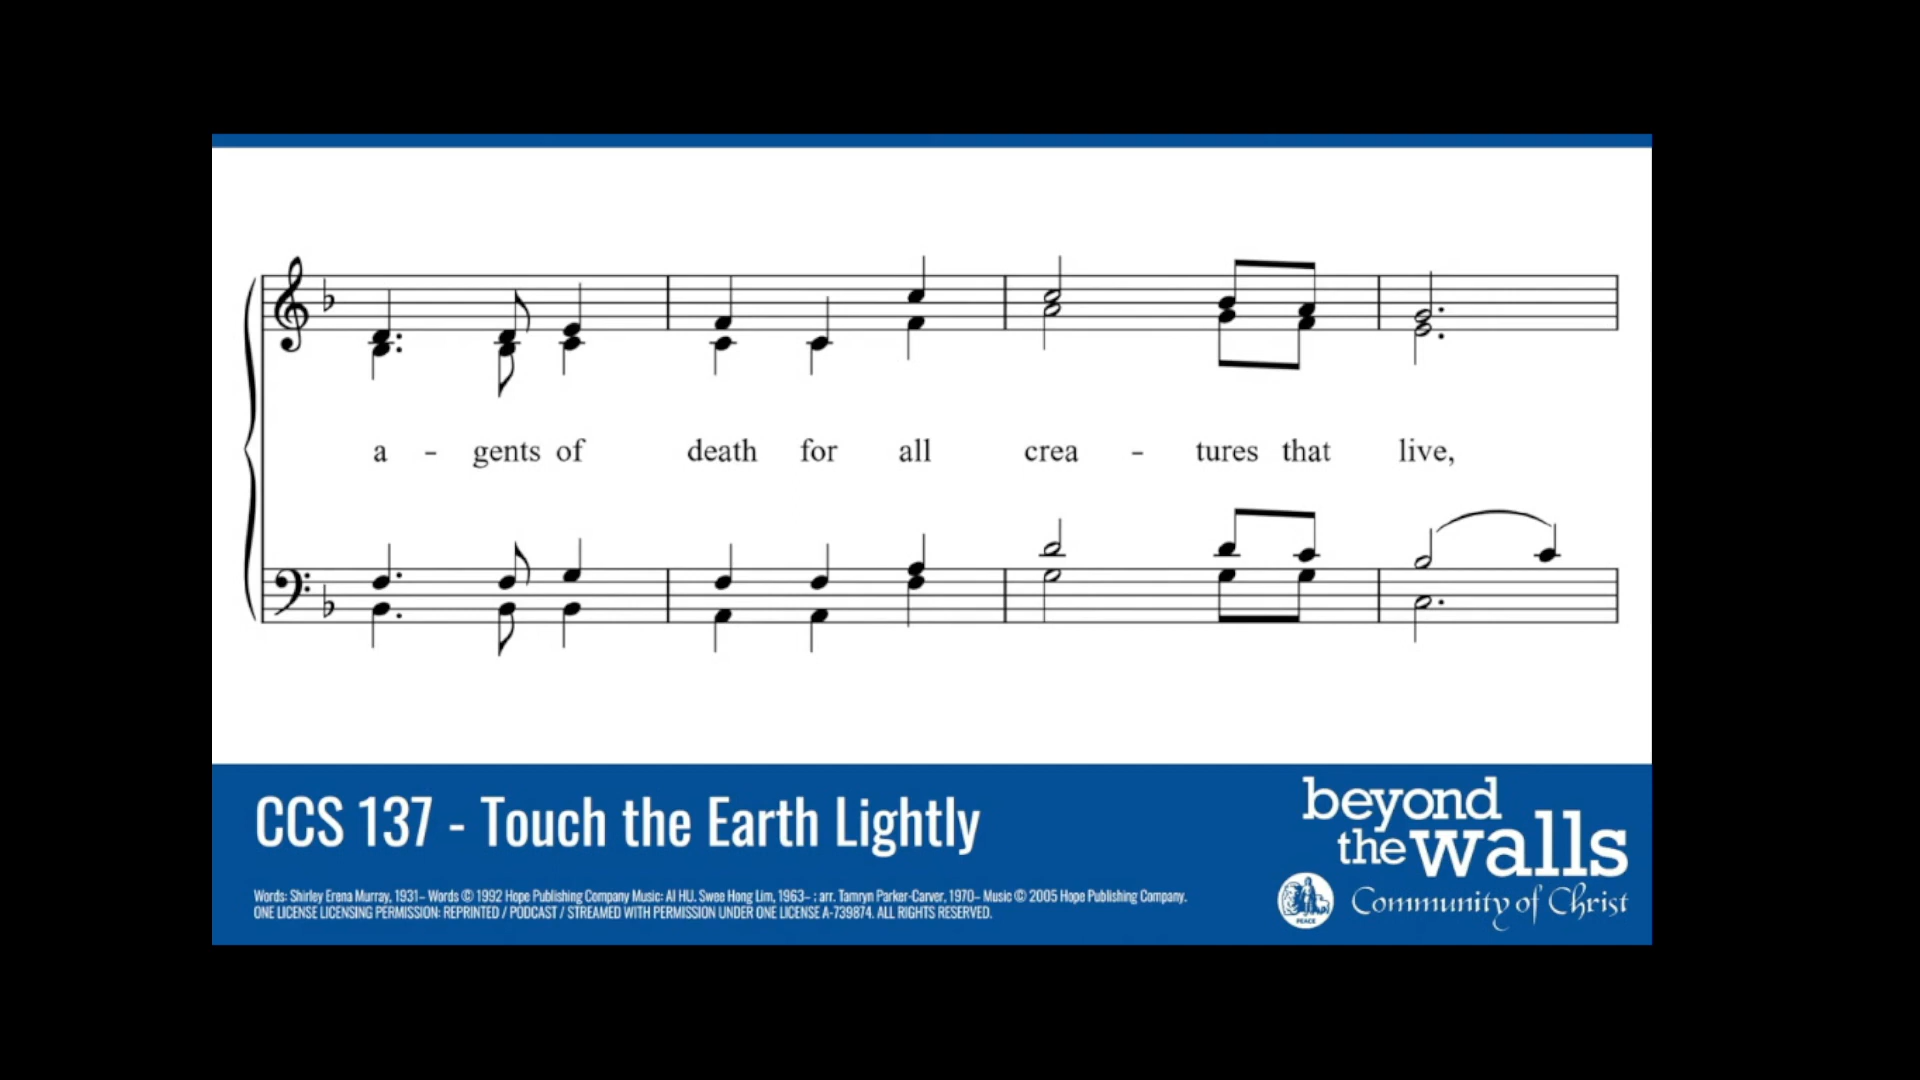 a - gents of death for all crea - tures that live,
CCS 137 - Touch the Earth Lightly
Words: Shirley Erena Murray, 1931– Words © 1992 Hope Publishing Company Music: AI HU. Swee Hong Lim, 1963– ; arr. Tamryn Parker-Carver, 1970– Music © 2005 Hope Publishing Company.
ONE LICENSE LICENSING PERMISSION: REPRINTED / PODCAST / STREAMED WITH PERMISSION UNDER ONE LICENSE A-739874. ALL RIGHTS RESERVED.
beyond
the walls
PEACE
Community of Christ